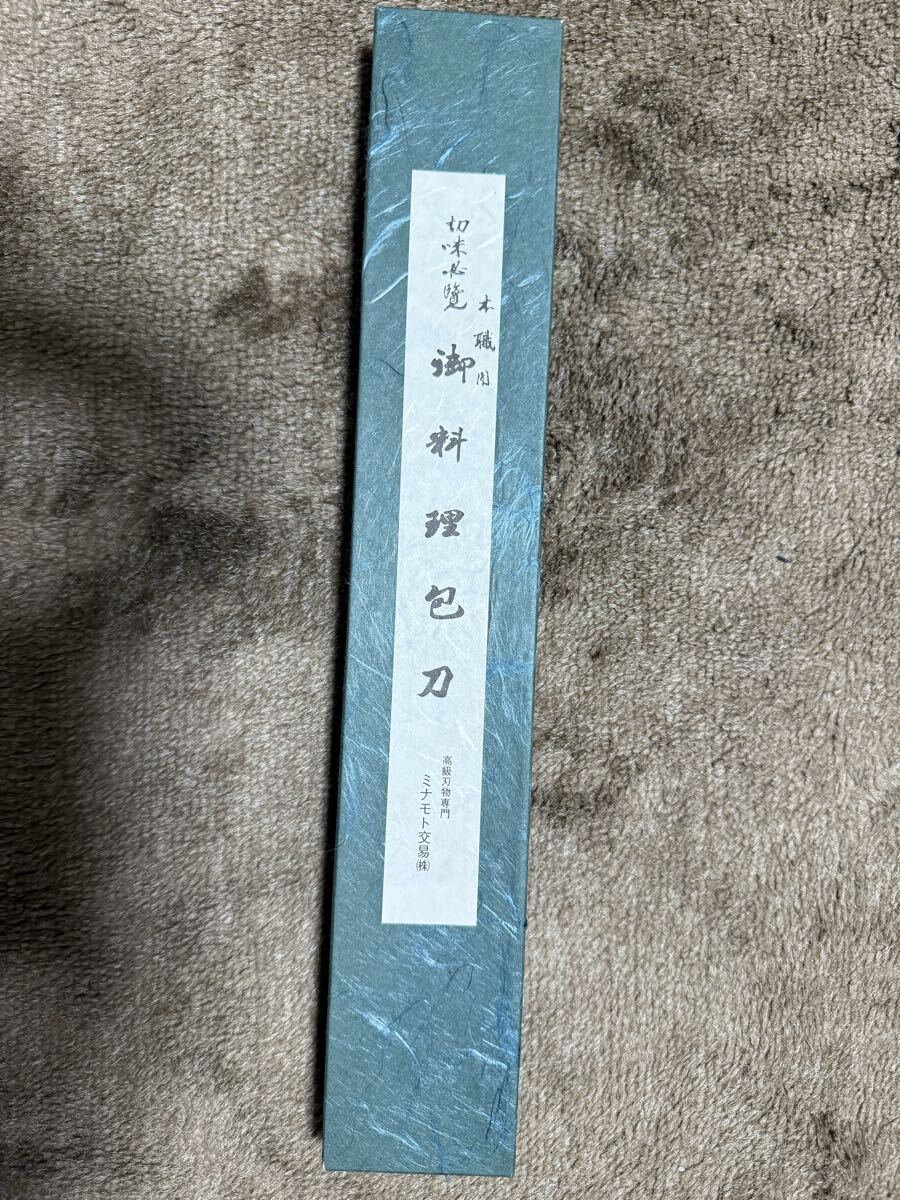 本職用
切味必覧
御料理包刀
高級刃物専門
ミナモト交易㈱